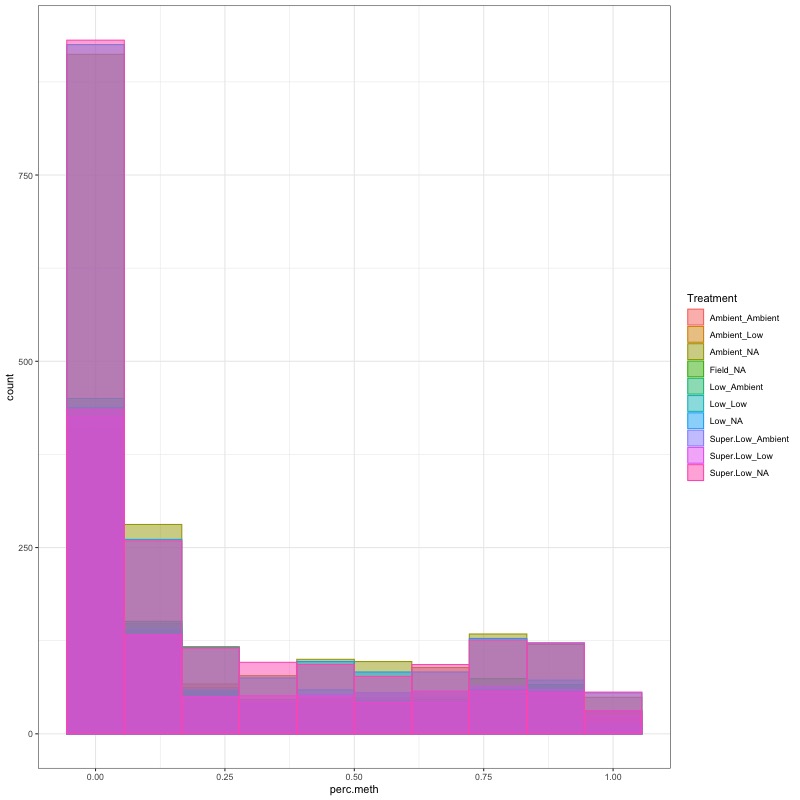 750
500
250
0
count
0.00 0.25 0.50 0.75 1.00
perc.meth
Treatment
Ambient_Ambient
Ambient_Low
Ambient_NA
Field_NA
Low_Ambient
Low_Low
Low_NA
Super.Low_Ambient
Super.Low_Low
Super.Low_NA